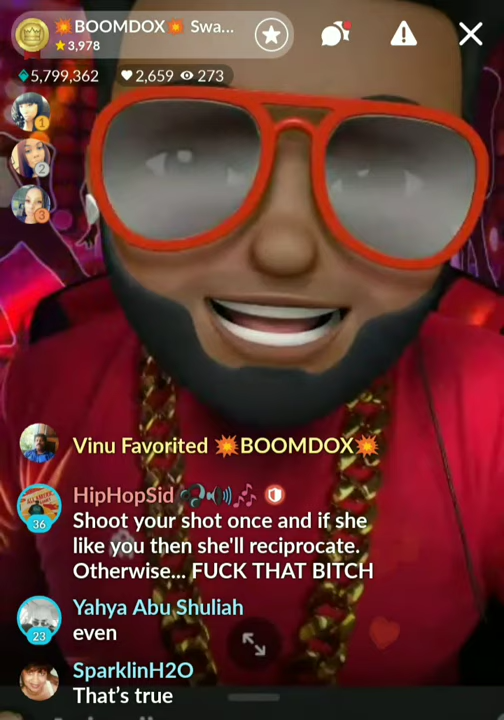 💥BOOMDOX💥 Swa...
★3,978
5,799,362 2,659 273
1
2
3
Vinu Favorited 💥BOOMDOX💥
HipHopSid
36
Shoot your shot once and if she
like you then she'll reciprocate.
Otherwise... FUCK THAT BITCH
Yahya Abu Shuliah
23
even
SparklinH2O
That's true